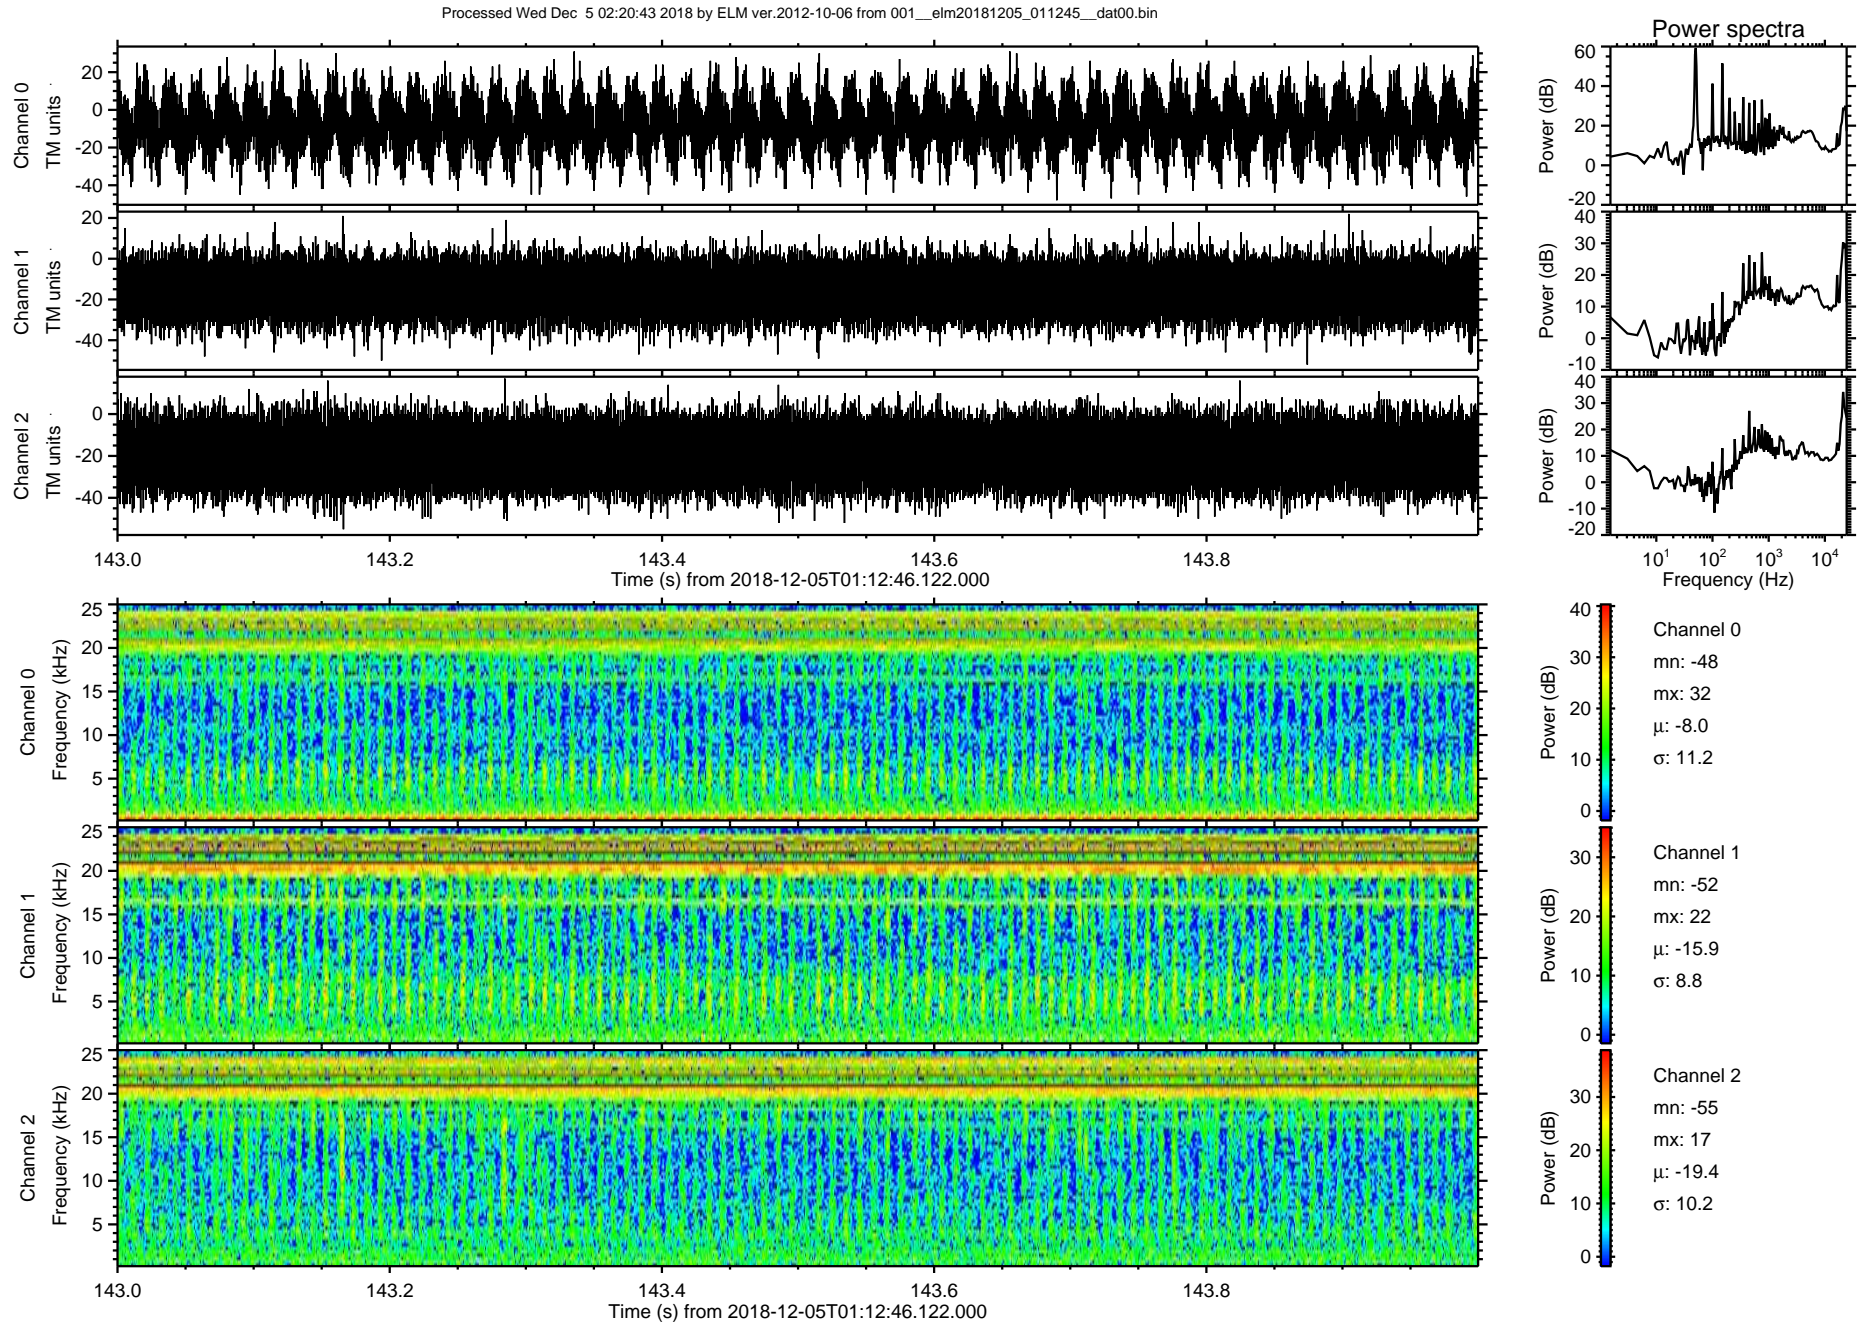 Processed Wed Dec  5 02:20:43 2018 by ELM ver.2012-10-06 from 001__elm20181205_011245__dat00.bin
Power spectra
Channel 0
TM units
20
0
-20
-40
Power (dB)
60
40
20
0
-20
Channel 1
TM units
20
0
-20
-40
Power (dB)
40
30
20
10
0
-10
Channel 2
TM units
0
-20
-40
Power (dB)
40
30
20
10
0
-10
-20
143.0 143.2 143.4 143.6 143.8
Time (s) from 2018-12-05T01:12:46.122.000
10^1 10^2 10^3 10^4
Frequency (Hz)
Channel 0
Frequency (kHz)
25
20
15
10
5
Power (dB)
40
30
20
10
0
Channel 0
mn: -48
mx: 32
μ: -8.0
σ: 11.2
Channel 1
Frequency (kHz)
25
20
15
10
5
Power (dB)
30
20
10
0
Channel 1
mn: -52
mx: 22
μ: -15.9
σ: 8.8
Channel 2
Frequency (kHz)
25
20
15
10
5
Power (dB)
30
20
10
0
Channel 2
mn: -55
mx: 17
μ: -19.4
σ: 10.2
143.0 143.2 143.4 143.6 143.8
Time (s) from 2018-12-05T01:12:46.122.000